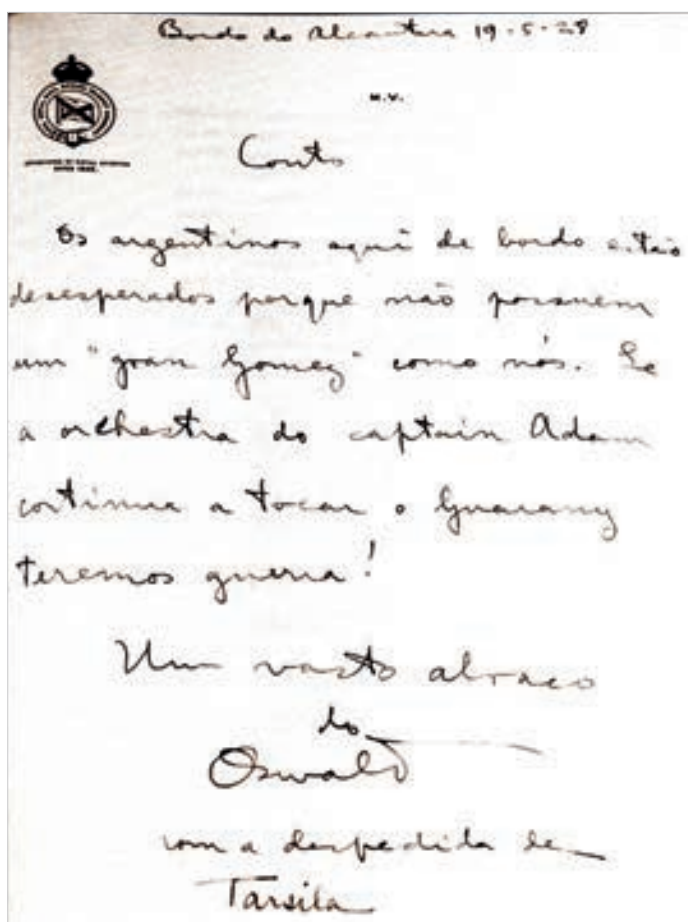 Bordo do Alcantara 19-5-28
M.V.
Couto
Os argentinos aqui de bordo estão
desesperados porque não possuem
um "gran Gomez" como nós. Se
a orchestra do captain Adam
continua a tocar o Guarany
teremos guerra!
Um vasto abraço
do
Oswald
com a despedida de
Tarsila